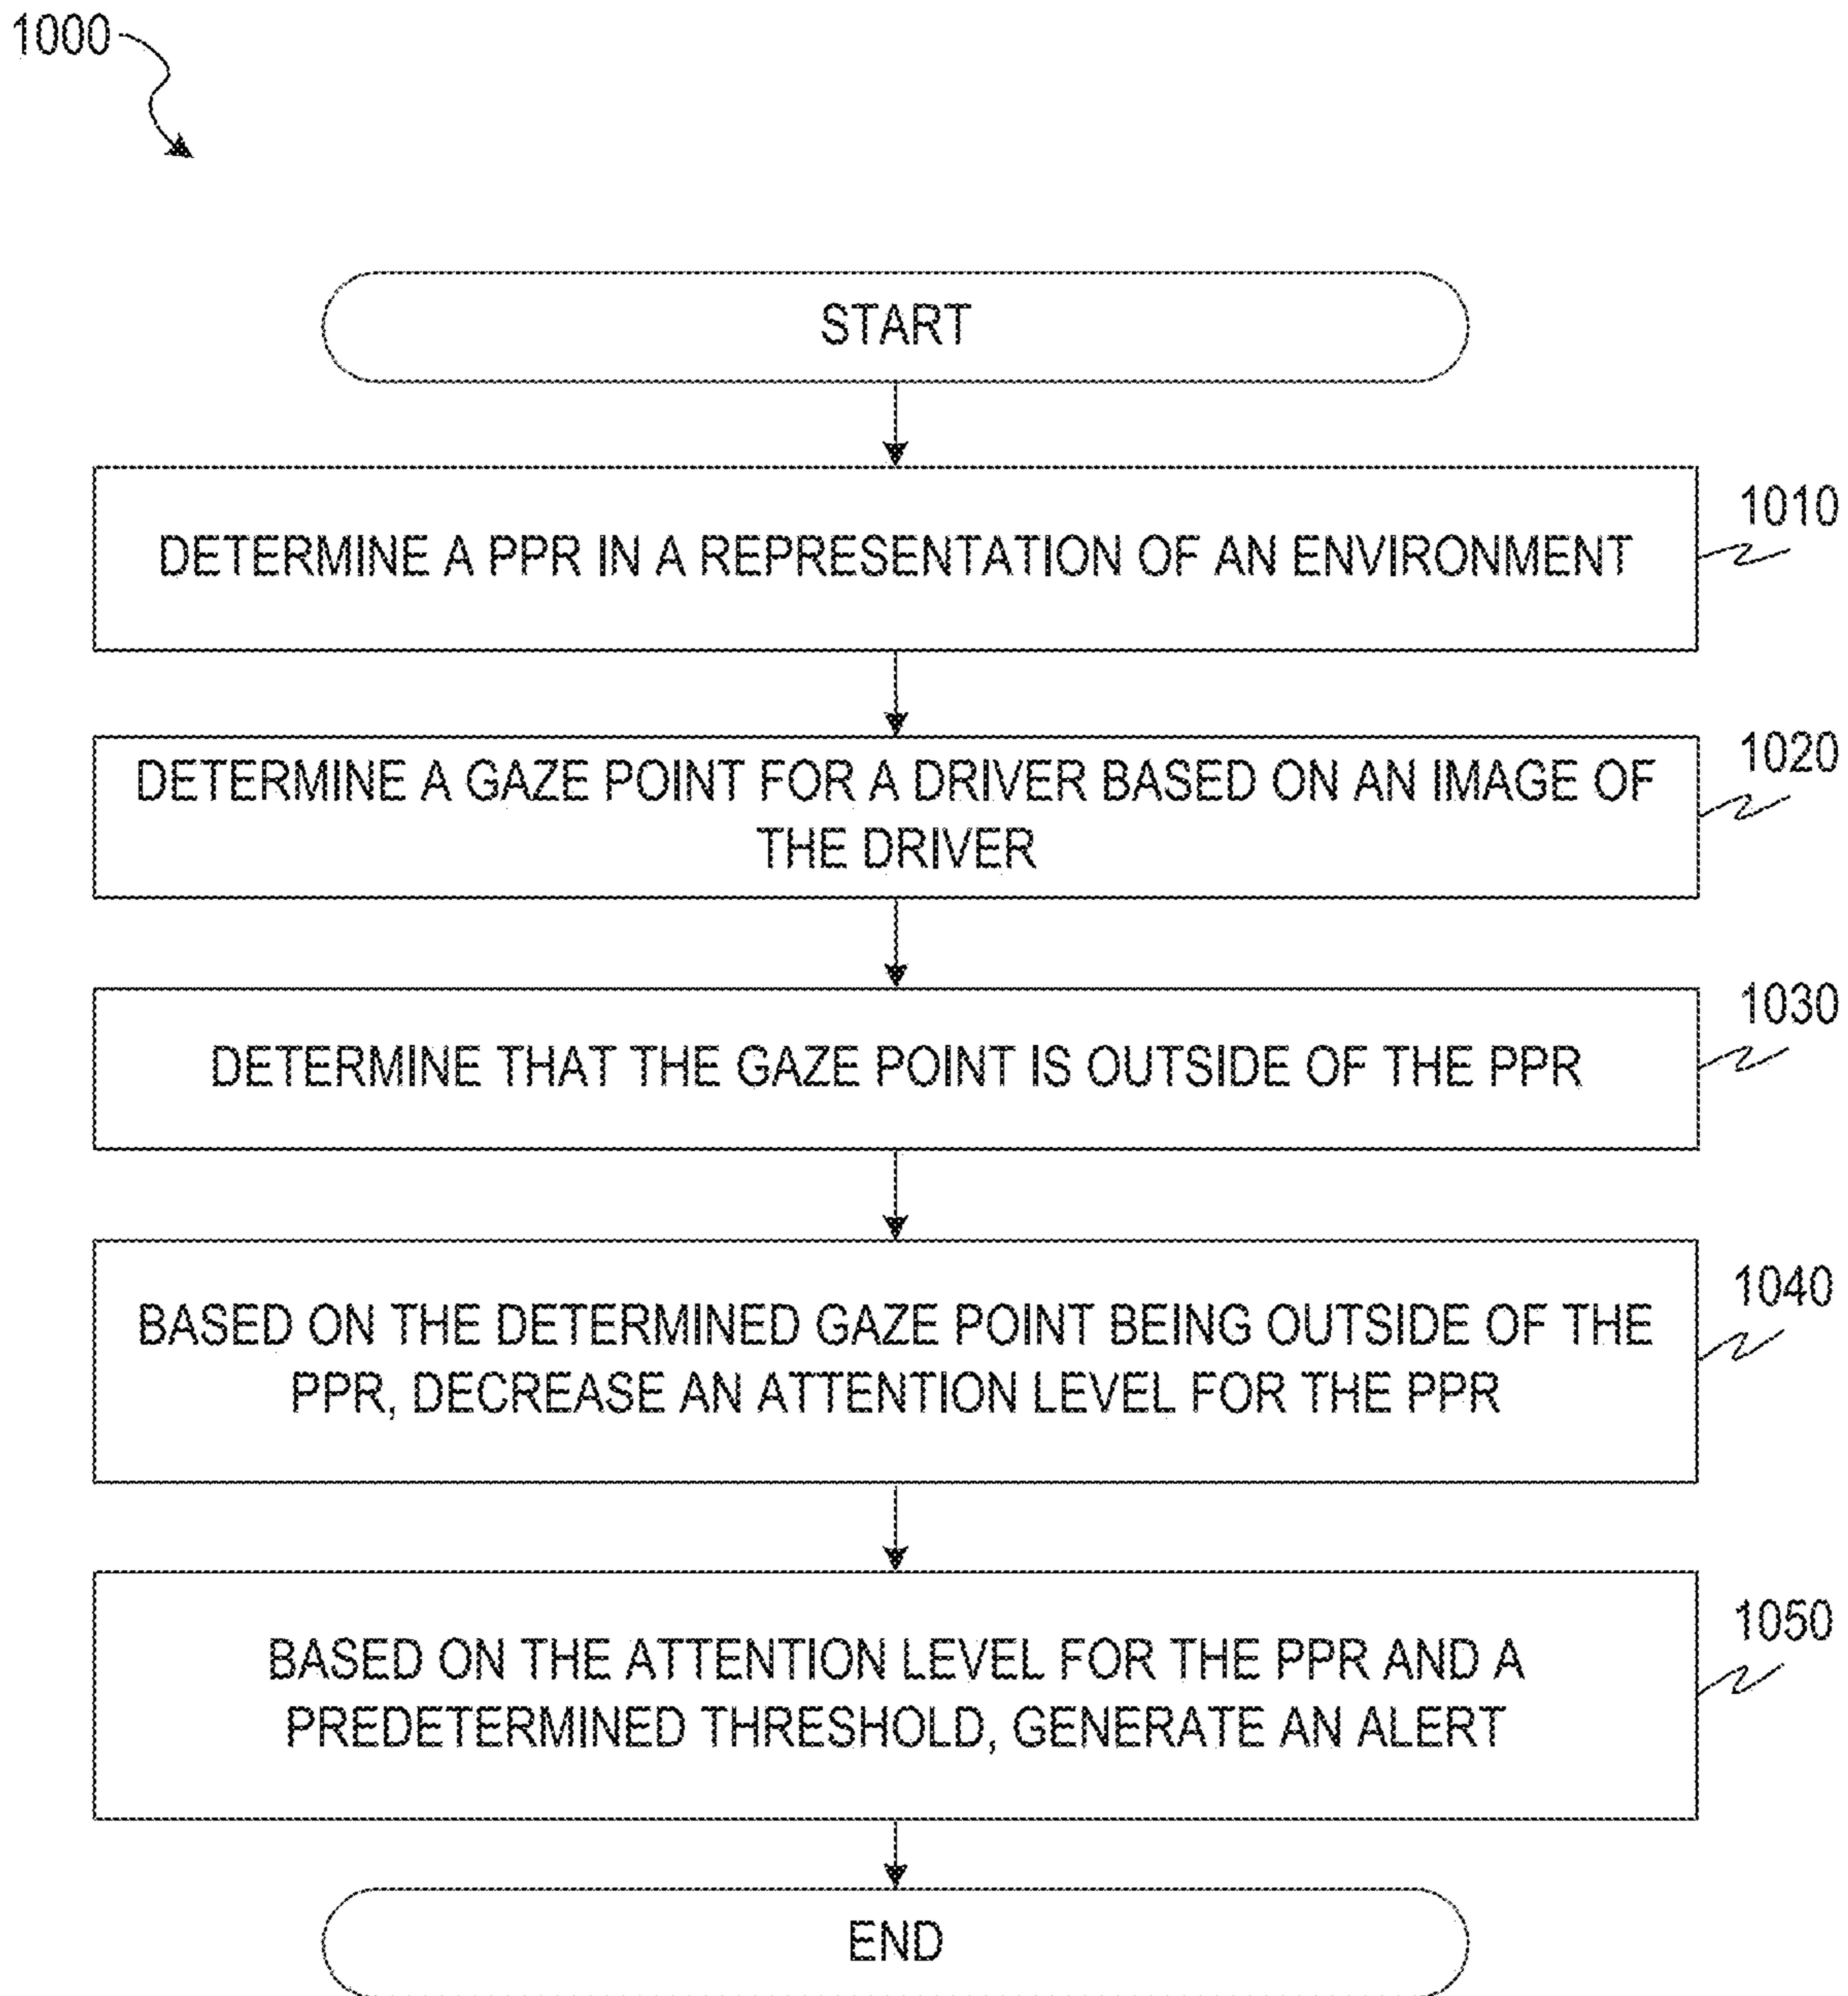 1000
START
DETERMINE A PPR IN A REPRESENTATION OF AN ENVIRONMENT
1010
DETERMINE A GAZE POINT FOR A DRIVER BASED ON AN IMAGE OF
THE DRIVER
1020
DETERMINE THAT THE GAZE POINT IS OUTSIDE OF THE PPR
1030
BASED ON THE DETERMINED GAZE POINT BEING OUTSIDE OF THE
PPR, DECREASE AN ATTENTION LEVEL FOR THE PPR
1040
BASED ON THE ATTENTION LEVEL FOR THE PPR AND A
PREDETERMINED THRESHOLD, GENERATE AN ALERT
1050
END